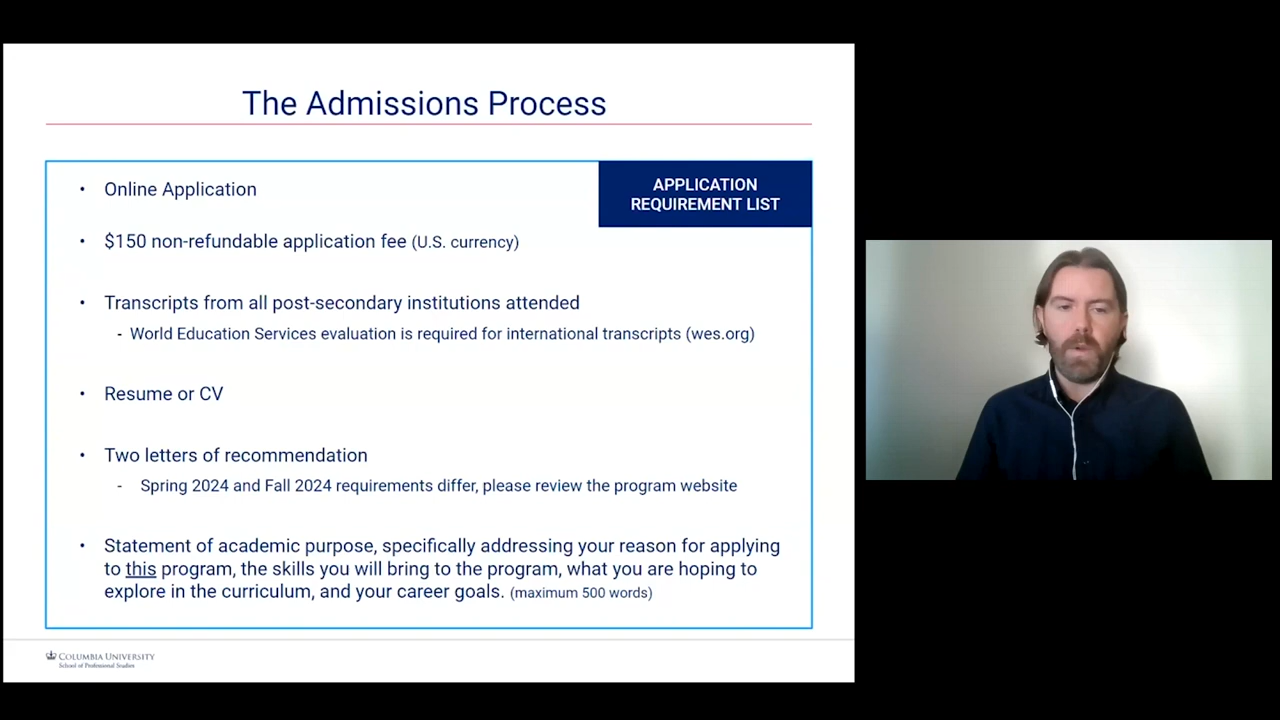 The Admissions Process
APPLICATION
REQUIREMENT LIST
• Online Application
• $150 non-refundable application fee (U.S. currency)
• Transcripts from all post-secondary institutions attended
- World Education Services evaluation is required for international transcripts (wes.org)
• Resume or CV
• Two letters of recommendation
- Spring 2024 and Fall 2024 requirements differ, please review the program website
• Statement of academic purpose, specifically addressing your reason for applying
to this program, the skills you will bring to the program, what you are hoping to
explore in the curriculum, and your career goals. (maximum 500 words)
COLUMBIA UNIVERSITY
School of Professional Studies